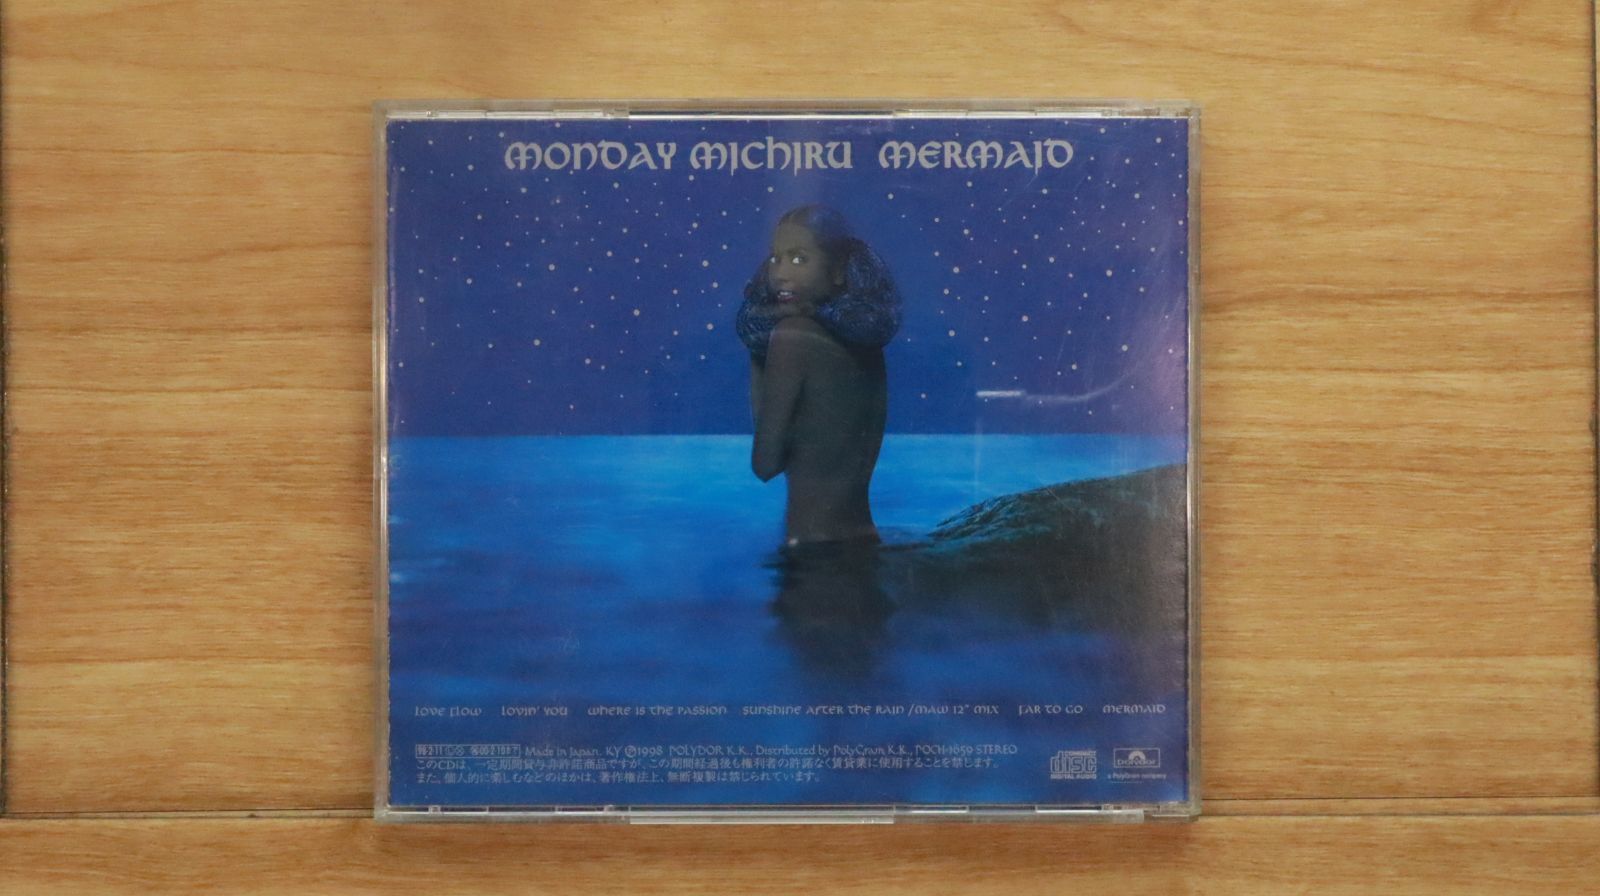 MONDAY MICHIRU MERMAID
LOVE FLOW LOVIN' YOU WHERE IS THE PASSION SUNSHINE AFTER THE RAIN /MAW 12" MIX FAR TO GO MERMAID
Made in Japan. KY ℗1998 POLYDOR K.K., Distributed by PolyGram K.K., POCH-1659 STEREO
このCDは、一定期間貸与非許諾商品ですが、この期間経過後も権利者の許諾なく賃貸業に使用することを禁じます。
また、個人的に楽しむなどのほかは、著作権法上、無断複製は禁じられています。
COMPACT
disc
DIGITAL AUDIO
Polydor
a PolyGram company